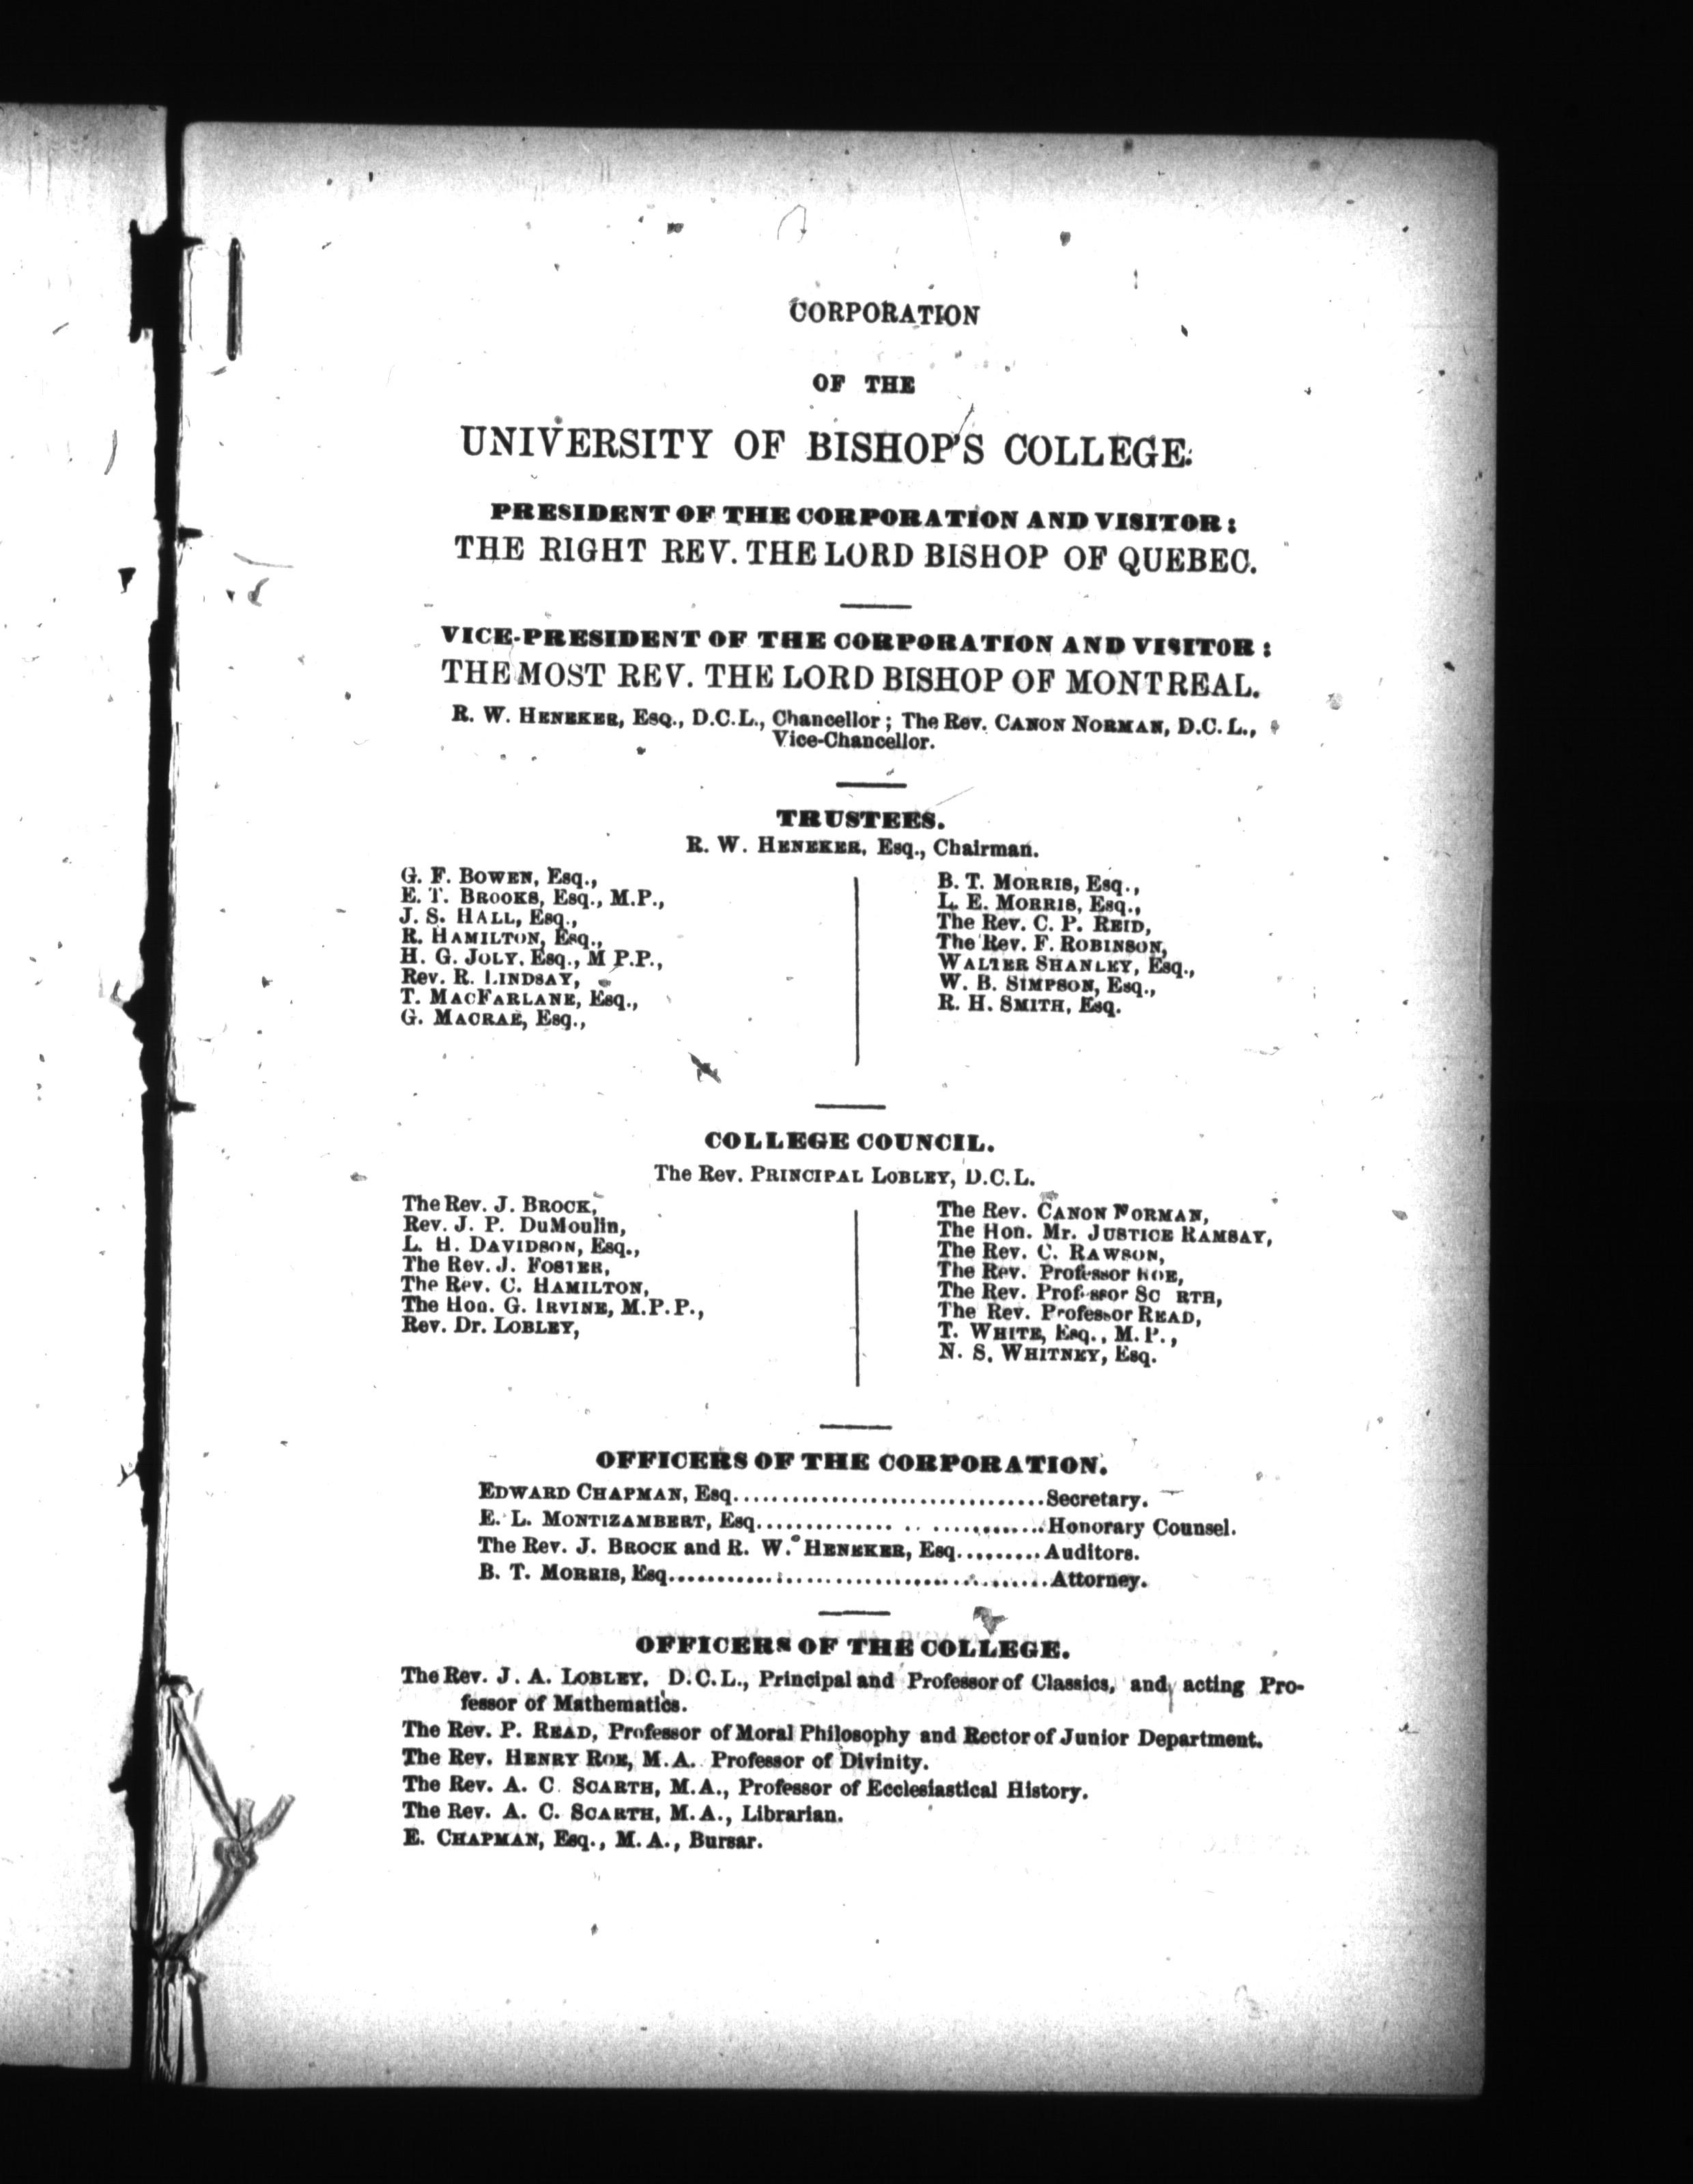 CORPORATION
OF THE
UNIVERSITY OF BISHOP'S COLLEGE.
PRESIDENT OF THE CORPORATION AND VISITOR:
THE RIGHT REV. THE LORD BISHOP OF QUEBEC.
VICE-PRESIDENT OF THE CORPORATION AND VISITOR:
THE MOST REV. THE LORD BISHOP OF MONTREAL.
R. W. HENEKER, ESQ., D.C.L., Chancellor; The Rev. CANON NORMAN, D.C.L.,
Vice-Chancellor.
TRUSTEES.
R. W. HENEKER, Esq., Chairman.
G. F. BOWEN, Esq.,
E. T. BROOKS, Esq., M.P.,
J. S. HALL, Esq.,
R. HAMILTON, Esq.,
H. G. JOLY, Esq., M P.P.,
Rev. R. LINDSAY,
T. MACFARLANE, Esq.,
G. MACRAE, Esq.,
B. T. MORRIS, Esq.,
L. E. MORRIS, Esq.,
The Rev. C. P. REID,
The Rev. F. ROBINSON,
WALTER SHANLEY, Esq.,
W. B. SIMPSON, Esq.,
R. H. SMITH, Esq.
COLLEGE COUNCIL.
The Rev. PRINCIPAL LOBLEY, D.C.L.
The Rev. J. BROCK,
Rev. J. P. DuMoulin,
L. H. DAVIDSON, Esq.,
The Rev. J. FOSTER,
The Rev. C. HAMILTON,
The Hon. G. IRVINE, M.P.P.,
Rev. Dr. LOBLEY,
The Rev. CANON NORMAN,
The Hon. Mr. JUSTICE RAMSAY,
The Rev. C. RAWSON,
The Rev. Professor ROE,
The Rev. Professor SC RTH,
The Rev. Professor READ,
T. WHITE, Esq., M.P.,
N. S. WHITNEY, Esq.
OFFICERS OF THE CORPORATION.
EDWARD CHAPMAN, Esq................................Secretary.
E. L. MONTIZAMBERT, Esq.............. .. ............Honorary Counsel.
The Rev. J. BROCK and R. W. HENEKER, Esq.........Auditors.
B. T. MORRIS, Esq.......................................Attorney.
OFFICERS OF THE COLLEGE.
The Rev. J. A. LOBLEY, D.C.L., Principal and Professor of Classics, and acting Pro-
fessor of Mathematics.
The Rev. P. READ, Professor of Moral Philosophy and Rector of Junior Department.
The Rev. HENRY ROE, M.A. Professor of Divinity.
The Rev. A. C. SCARTH, M.A., Professor of Ecclesiastical History.
The Rev. A. C. SCARTH, M.A., Librarian.
E. CHAPMAN, Esq., M.A., Bursar.